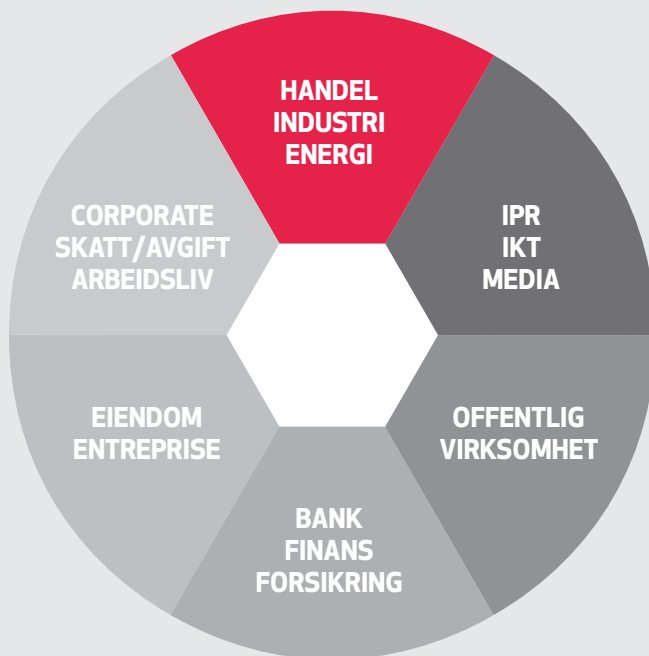 HANDEL
INDUSTRI
ENERGI
IPR
IKT
MEDIA
OFFENTLIG
VIRKSOMHET
BANK
FINANS
FORSIKRING
EIENDOM
ENTREPRISE
CORPORATE
SKATT/AVGIFT
ARBEIDSLIV